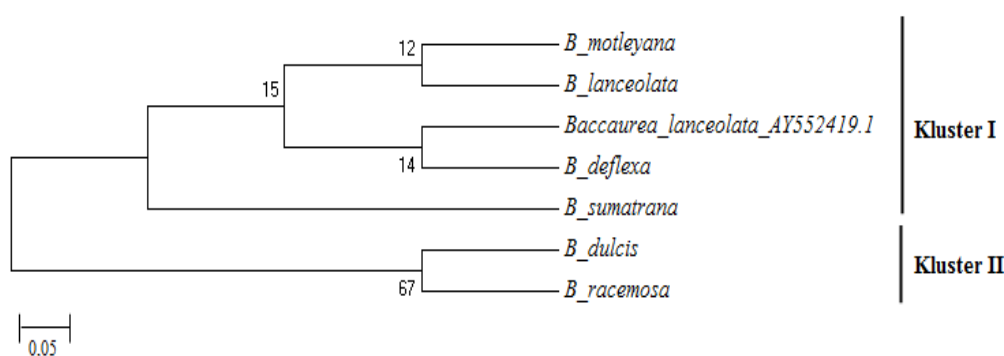 B_motleyana
12
B_lanceolata
15
Baccaurea_lanceolata_AY552419.1
Kluster I
14
B_deflexa
B_sumatrana
B_dulcis
Kluster II
67
B_racemosa
0.05